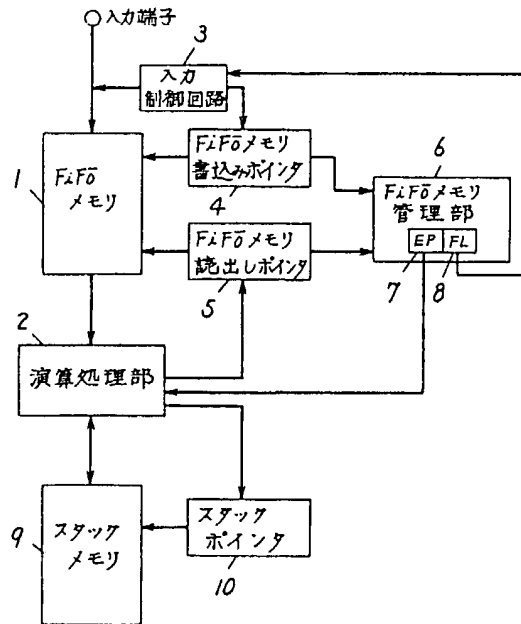 入力端子
3
入力
制御回路
1
FiFōメモリ
書込みポインタ
6
FiFō
メモリ
4
FiFōメモリ
管理部
EP FL
FiFōメモリ
読出しポインタ
7
8
5
2
演算処理部
9
スタック
メモリ
スタック
ポインタ
10